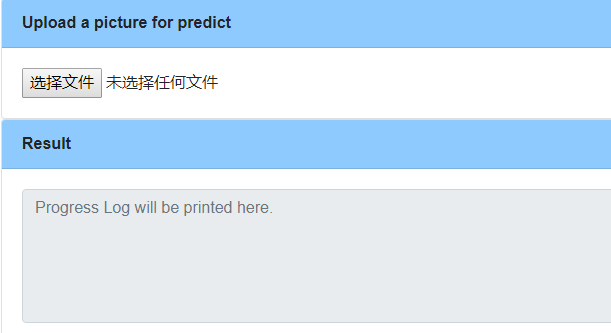 Upload a picture for predict
选择文件 未选择任何文件
Result
Progress Log will be printed here.